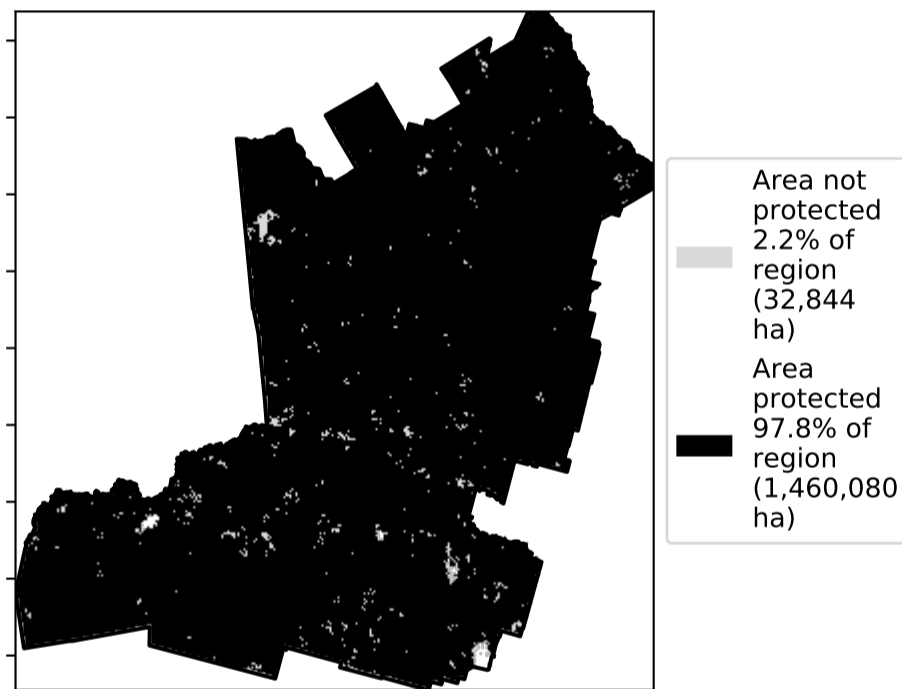 Area not
protected
2.2% of
region
(32,844
ha)
Area
protected
97.8% of
region
(1,460,080
ha)